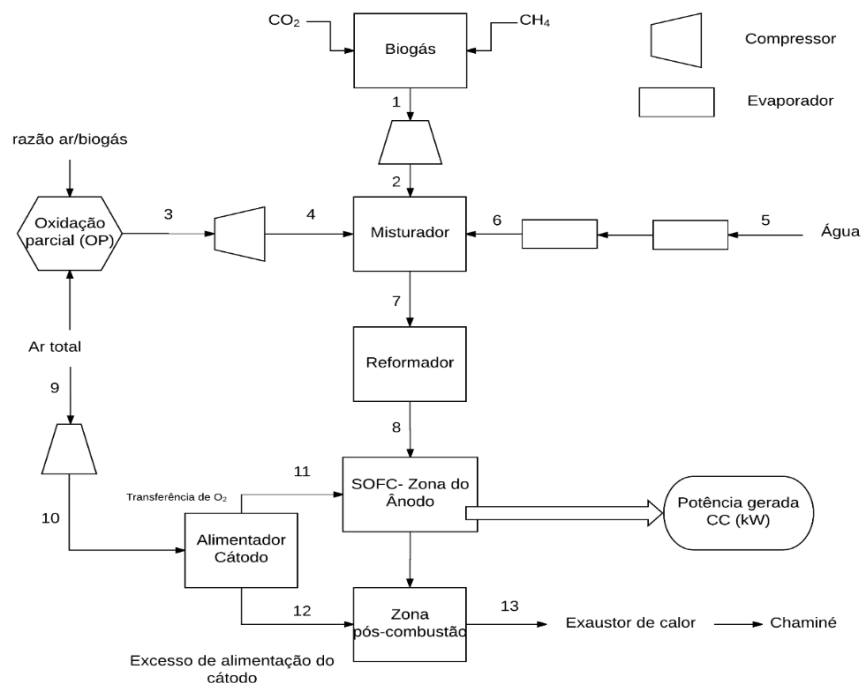 CO₂
CH₄
Biogás
Compressor
1
Evaporador
razão ar/biogás
2
Oxidação
parcial (OP)
3
4
Misturador
6
5
Água
7
Ar total
Reformador
9
8
11
SOFC- Zona do
Ânodo
Potência gerada
CC (kW)
Transferência de O₂
10
Alimentador
Cátodo
12
Zona
pós-combustão
13
Exaustor de calor
Chaminé
Excesso de alimentação do
cátodo